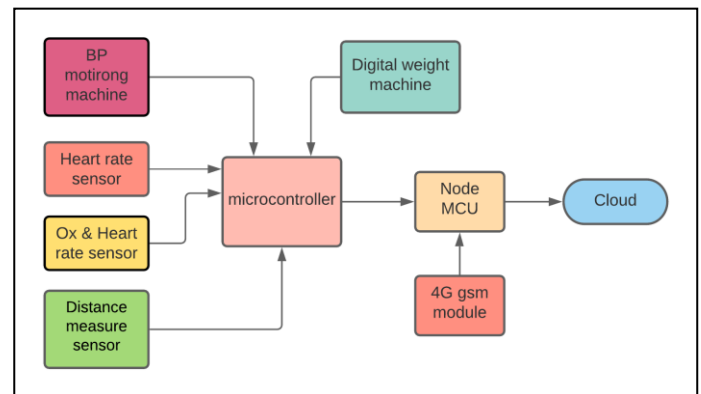 BP
motirong
machine
Digital weight
machine
Heart rate
sensor
microcontroller
Node
MCU
Cloud
Ox & Heart
rate sensor
4G gsm
module
Distance
measure
sensor